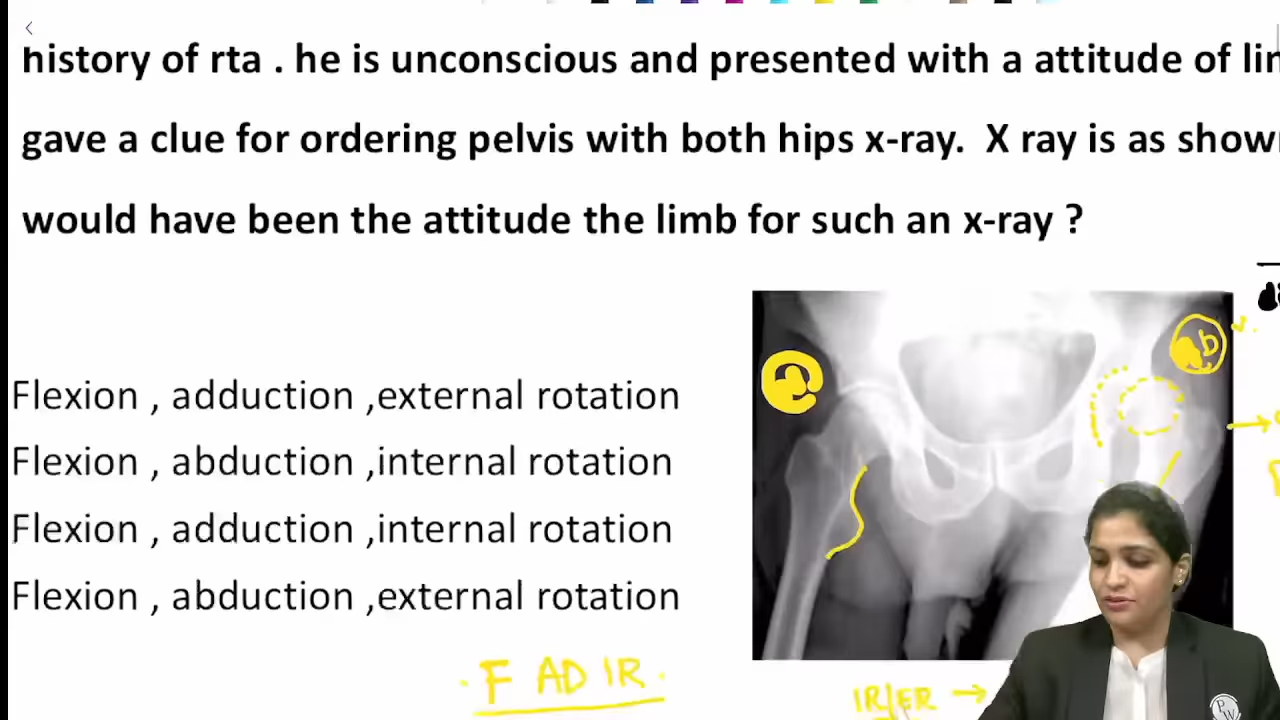 history of rta . he is unconscious and presented with a attitude of
gave a clue for ordering pelvis with both hips x-ray. X ray is as
would have been the attitude the limb for such an x-ray ?
Flexion , adduction ,external rotation
Flexion , abduction ,internal rotation
Flexion , adduction ,internal rotation
Flexion , abduction ,external rotation
F AD IR
IR/ER →